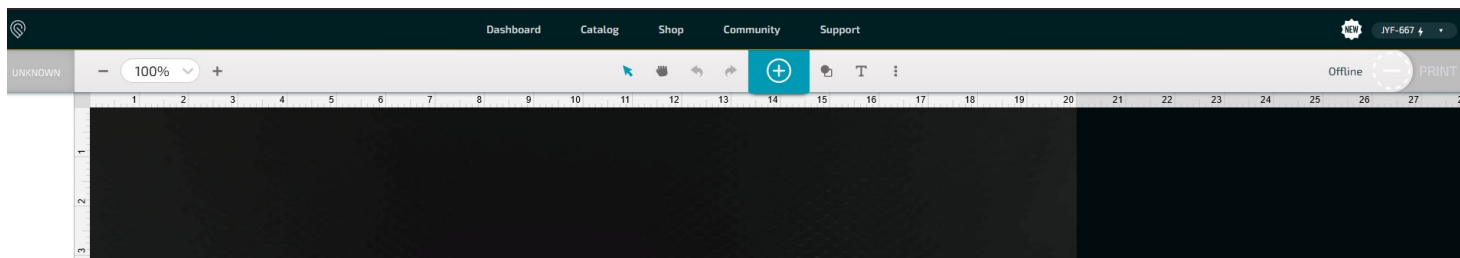 Dashboard Catalog Shop Community Support NEW JYF-667
UNKNOWN 100% T Offline PRINT
1 2 3 4 5 6 7 8 9 10 11 12 13 14 15 16 17 18 19 20 21 22 23 24 25 26 27
1
2
3